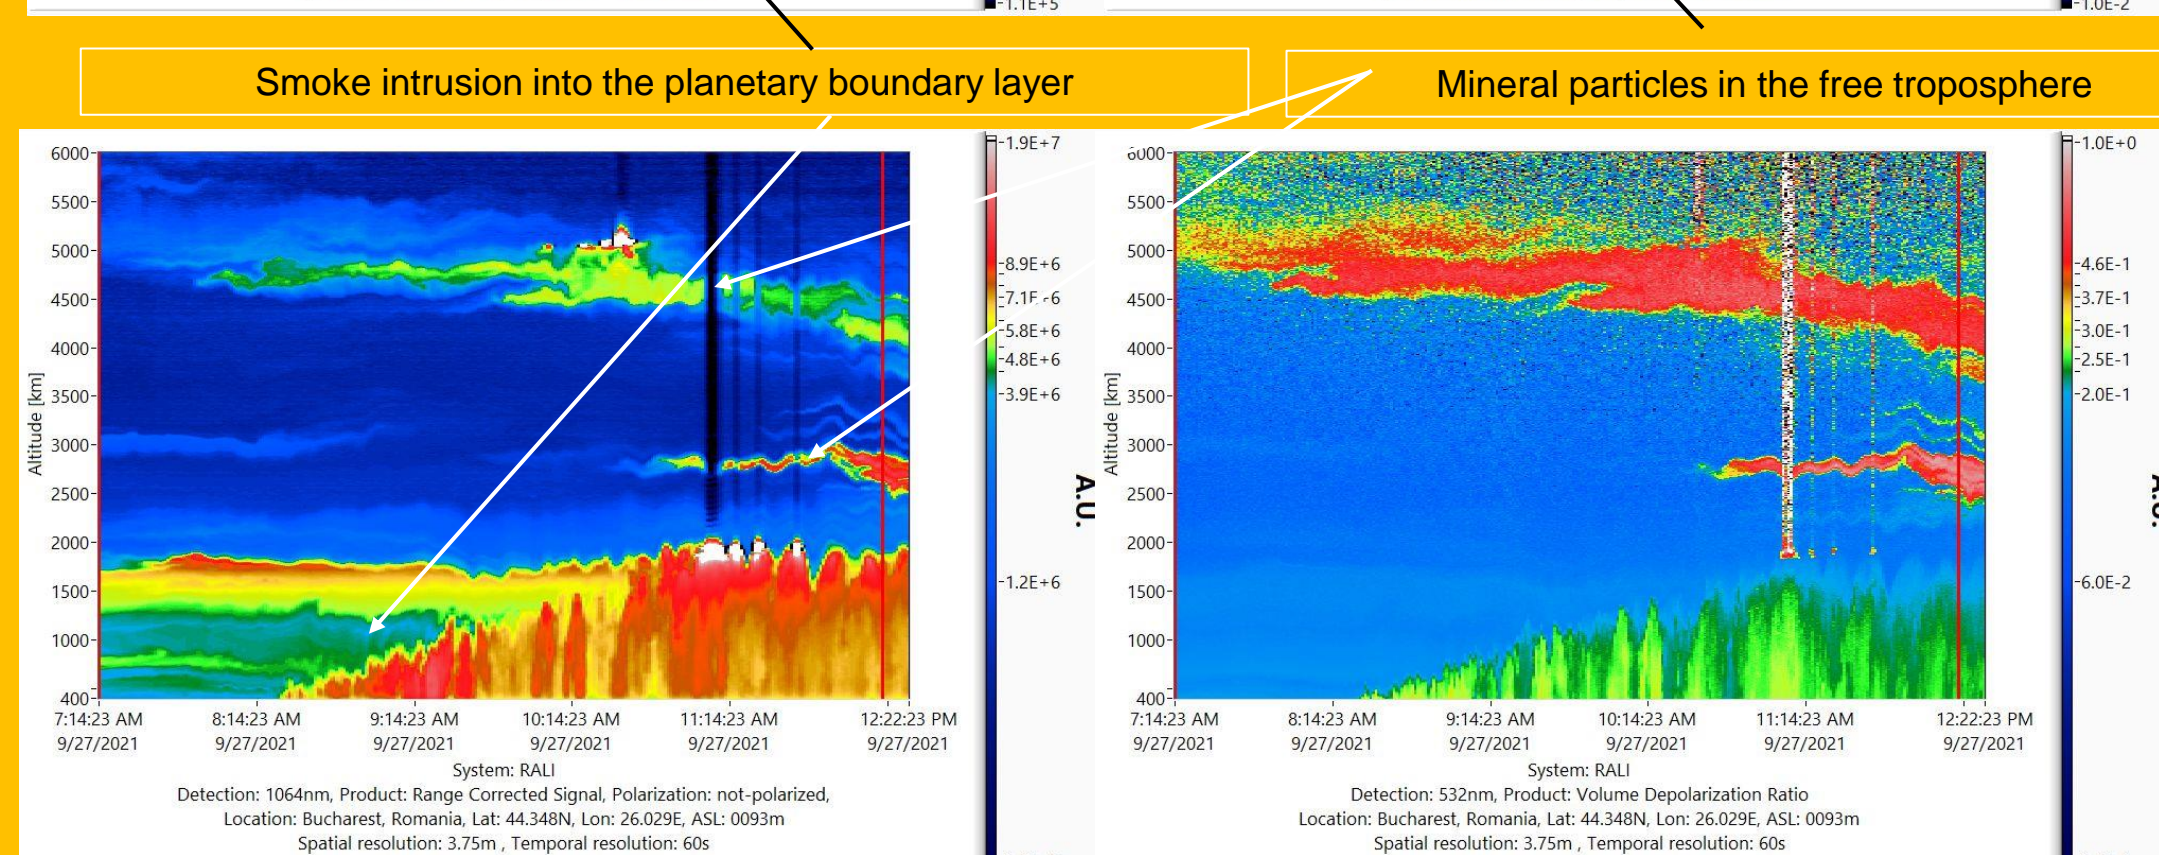 -1.1E+5
-1.0E-2
Smoke intrusion into the planetary boundary layer
Mineral particles in the free troposphere
6000
5500
5000
4500
4000
3500
3000
2500
2000
1500
1000
400
Altitude [km]
7:14:23 AM 8:14:23 AM 9:14:23 AM 10:14:23 AM 11:14:23 AM 12:22:23 PM
9/27/2021 9/27/2021 9/27/2021 9/27/2021 9/27/2021 9/27/2021
System: RALI
Detection: 1064nm, Product: Range Corrected Signal, Polarization: not-polarized,
Location: Bucharest, Romania, Lat: 44.348N, Lon: 26.029E, ASL: 0093m
Spatial resolution: 3.75m , Temporal resolution: 60s
-1.9E+7
-8.9E+6
-5.8E+6
-4.8E+6
-3.9E+6
-1.2E+6
A.U.
6000
5500
5000
4500
4000
3500
3000
2500
2000
1500
1000
400
Altitude [km]
7:14:23 AM 8:14:23 AM 9:14:23 AM 10:14:23 AM 11:14:23 AM 12:22:23 PM
9/27/2021 9/27/2021 9/27/2021 9/27/2021 9/27/2021 9/27/2021
System: RALI
Detection: 532nm, Product: Volume Depolarization Ratio
Location: Bucharest, Romania, Lat: 44.348N, Lon: 26.029E, ASL: 0093m
Spatial resolution: 3.75m , Temporal resolution: 60s
-1.0E+0
-4.6E-1
-3.7E-1
-3.0E-1
-2.5E-1
-2.0E-1
-6.0E-2